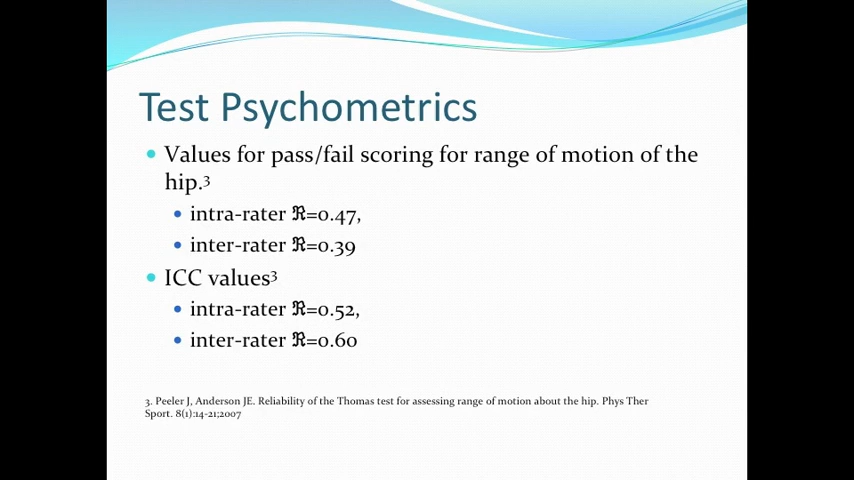 Test Psychometrics
Values for pass/fail scoring for range of motion of the
hip.³
intra-rater ℜ=0.47,
inter-rater ℜ=0.39
ICC values³
intra-rater ℜ=0.52,
inter-rater ℜ=0.60
3. Peeler J, Anderson JE. Reliability of the Thomas test for assessing range of motion about the hip. Phys Ther
Sport. 8(1):14-21;2007